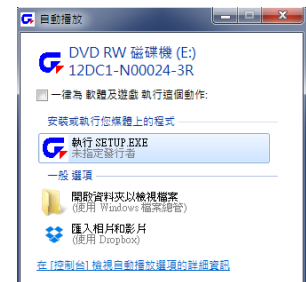 自動播放
DVD RW 磁碟機 (E:)
12DC1-N00024-3R
一律為 軟體及遊戲 執行這個動作:
安裝或執行您媒體上的程式
執行 SETUP.EXE
未指定發行者
一般 選項
開啟資料夾以檢視檔案
(使用 Windows 檔案總管)
匯入相片和影片
(使用 Dropbox)
在 [控制台] 檢視自動播放選項的詳細資訊